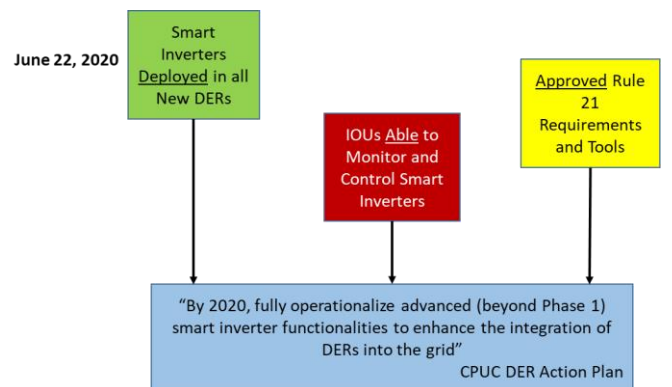 June 22, 2020
Smart
Inverters
Deployed in all
New DERs
Approved Rule
21
Requirements
and Tools
IOUs Able to
Monitor and
Control Smart
Inverters
“By 2020, fully operationalize advanced (beyond Phase 1)
smart inverter functionalities to enhance the integration of
DERs into the grid”
CPUC DER Action Plan